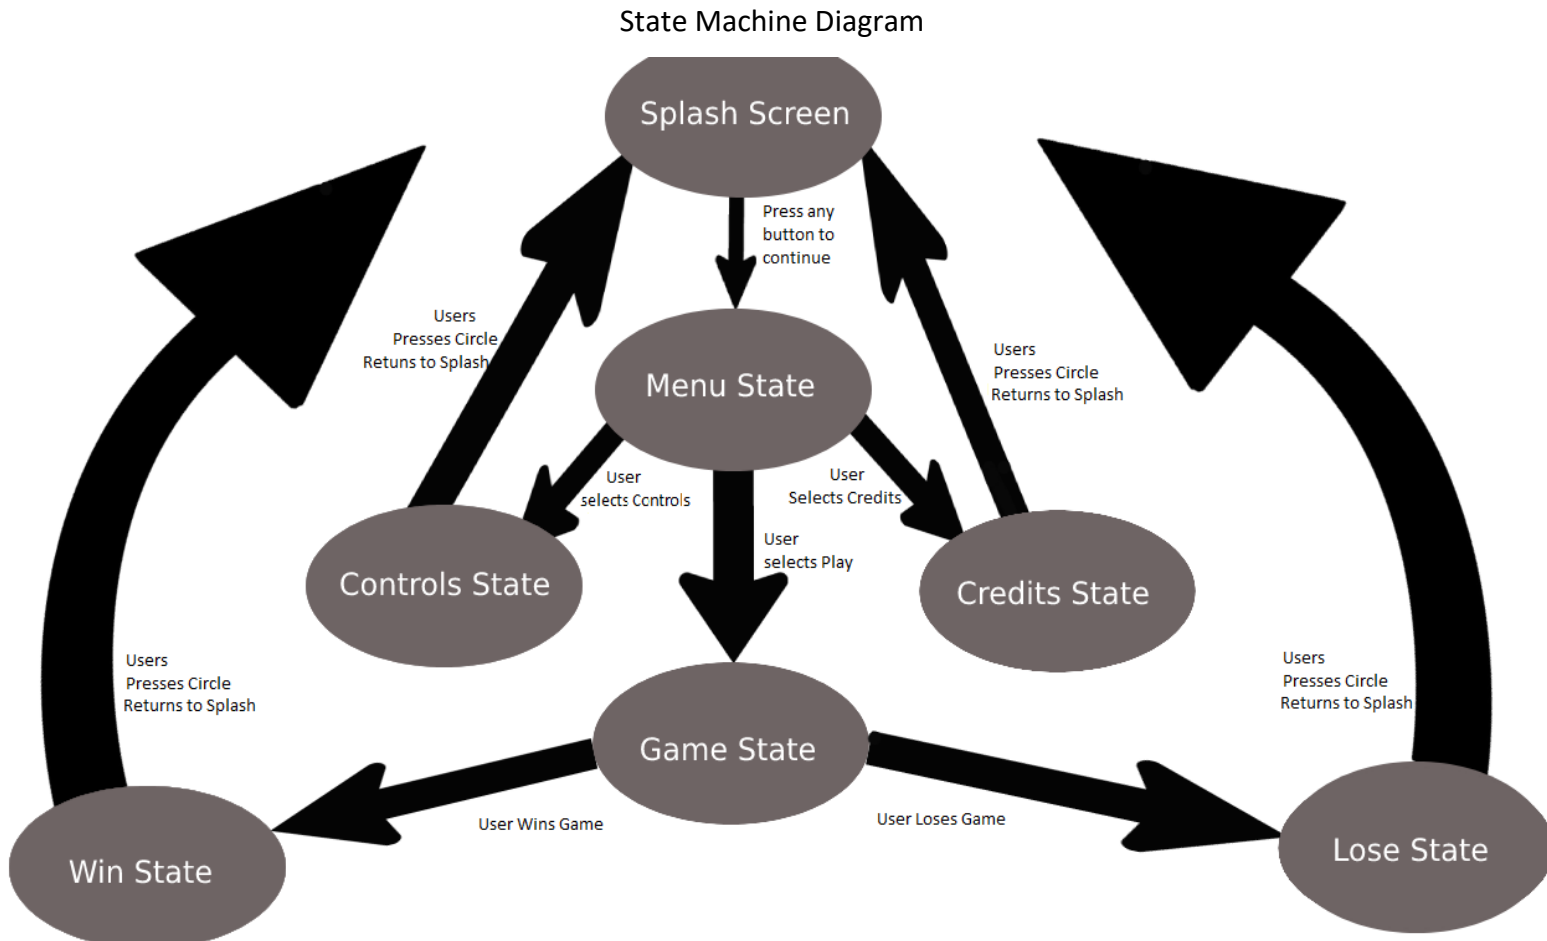 State Machine Diagram
Splash Screen
Press any
button to
continue
Users
Presses Circle
Retuns to Splash
Users
Presses Circle
Returns to Splash
Menu State
User
selects Controls
User
Selects Credits
User
selects Play
Controls State
Credits State
Users
Presses Circle
Returns to Splash
Users
Presses Circle
Returns to Splash
Game State
User Wins Game
User Loses Game
Win State
Lose State